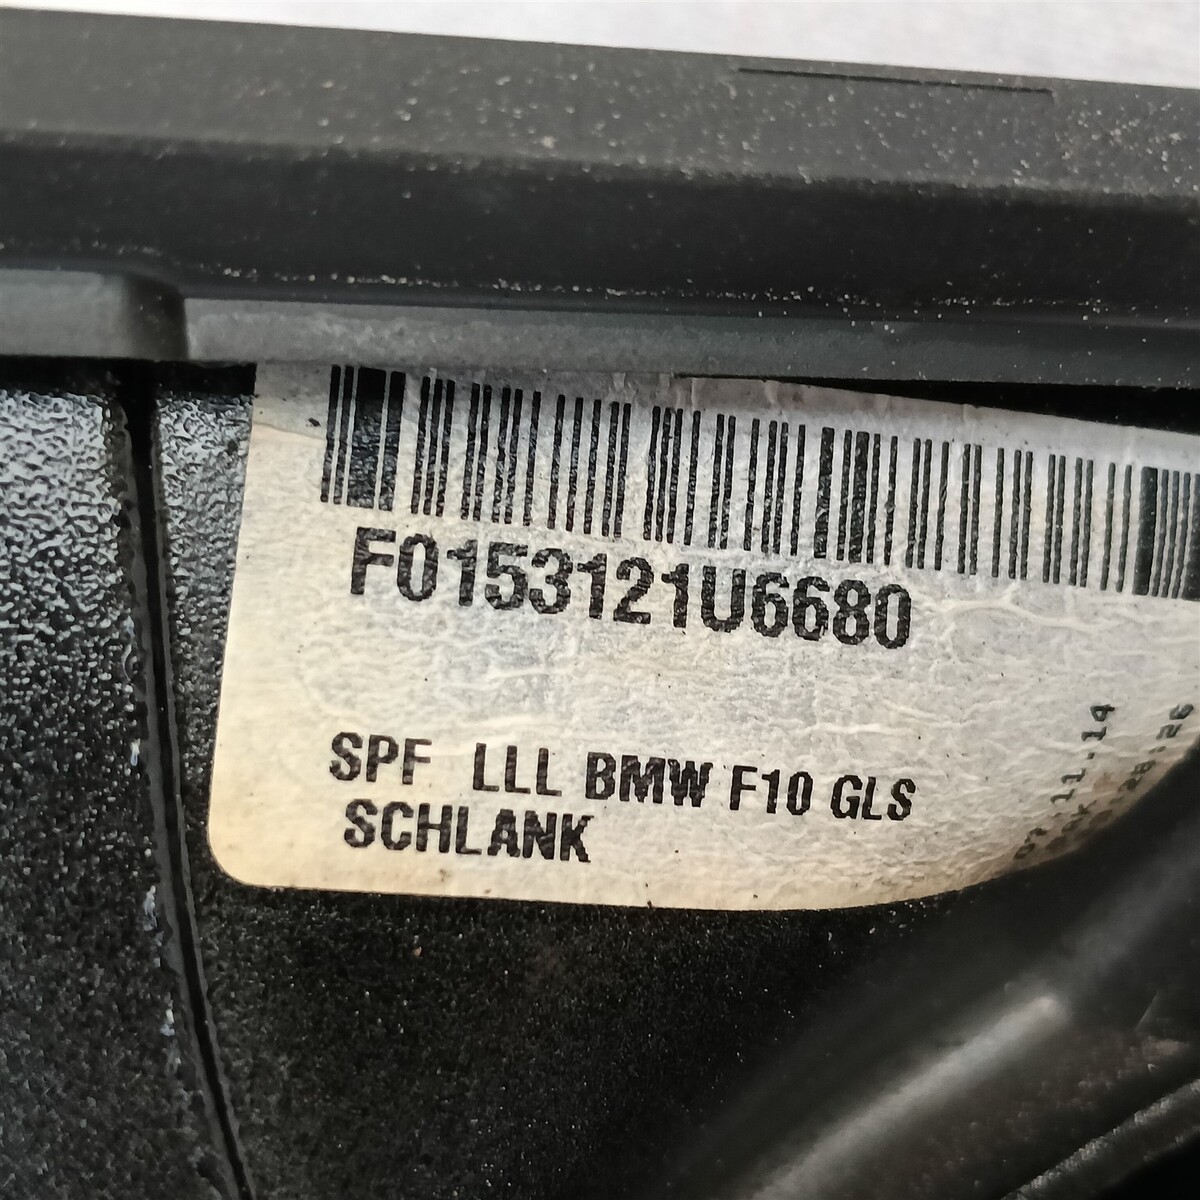 F0153121U6680
SPF LLL BMW F10 GLS
SCHLANK